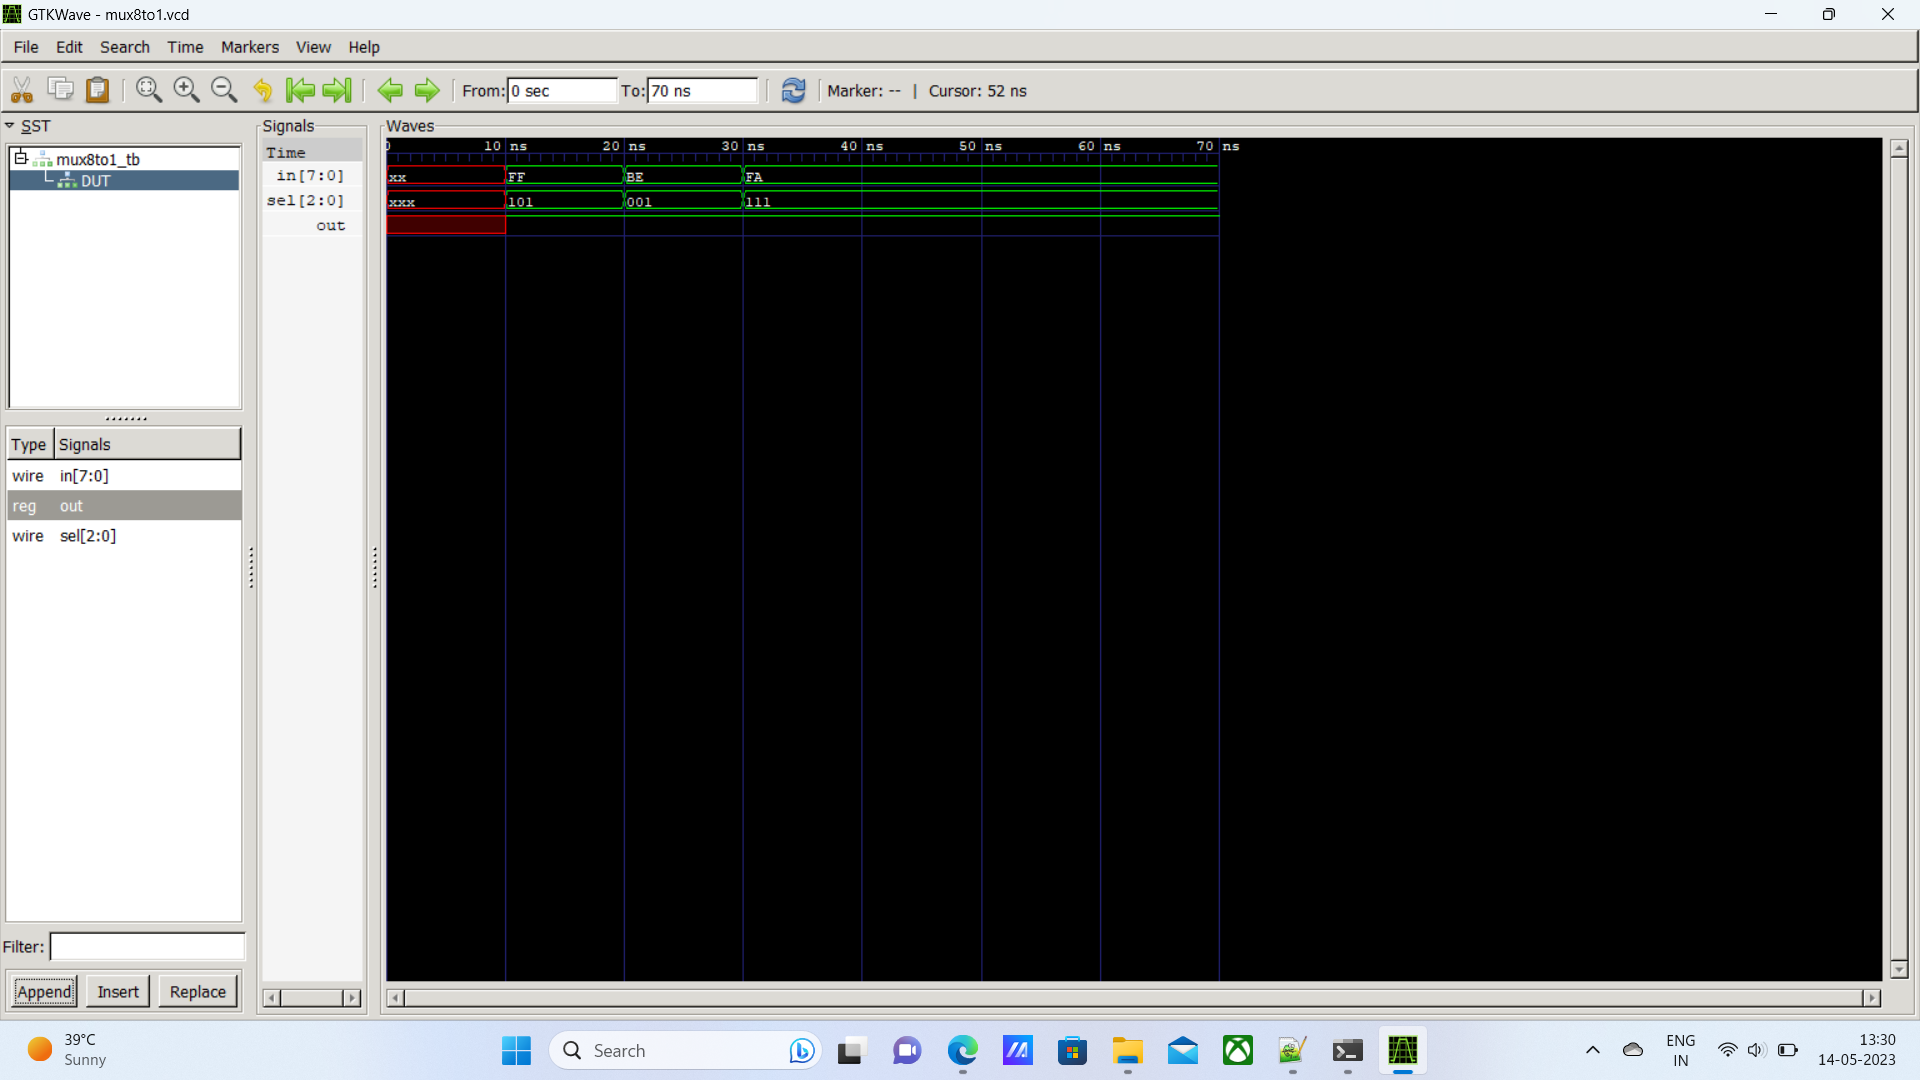 GTKWave - mux8to1.vcd
File Edit Search Time Markers View Help
From: 0 sec To: 70 ns Marker: -- | Cursor: 52 ns
SST
mux8to1_tb
DUT
Type Signals
wire in[7:0]
reg out
wire sel[2:0]
Filter:
Append Insert Replace
Signals
Time
in[7:0]
sel[2:0]
out
Waves
0 10 ns 20 ns 30 ns 40 ns 50 ns 60 ns 70 ns
xx FF BE FA
xxx 101 001 111
39°C
Sunny
Search
ENG
IN
13:30
14-05-2023